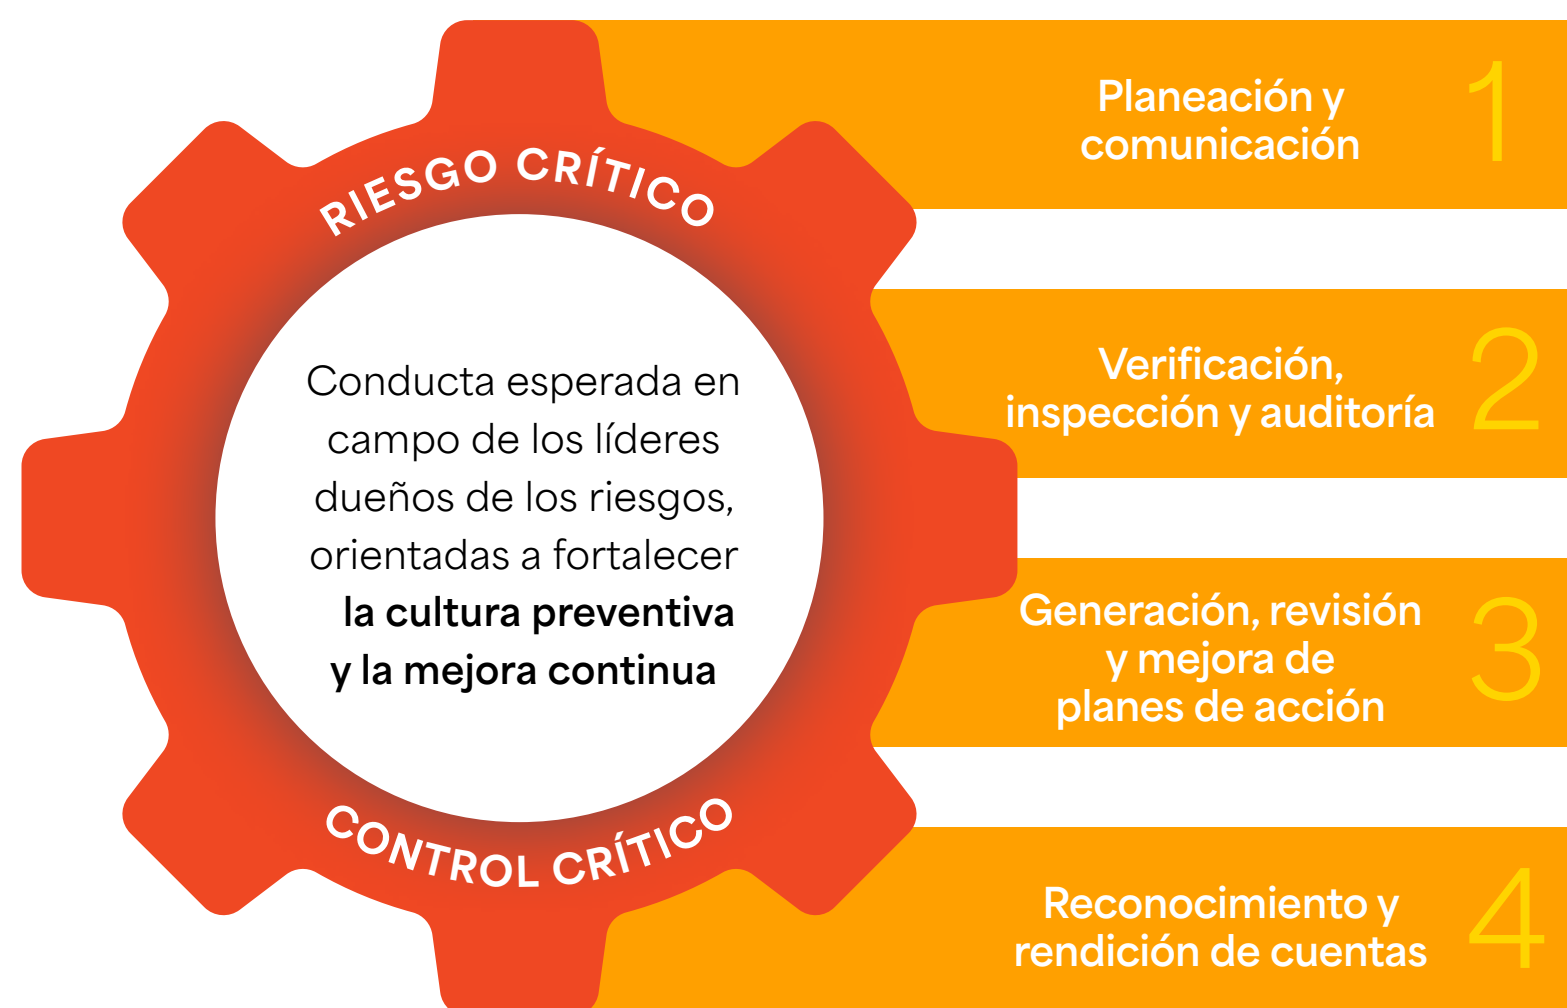 RIESGO CRÍTICO
Conducta esperada en
campo de los líderes
dueños de los riesgos,
orientadas a fortalecer
la cultura preventiva
y la mejora continua
CONTROL CRÍTICO
Planeación y
comunicación
1
Verificación,
inspección y auditoría
2
Generación, revisión
y mejora de
planes de acción
3
Reconocimiento y
rendición de cuentas
4